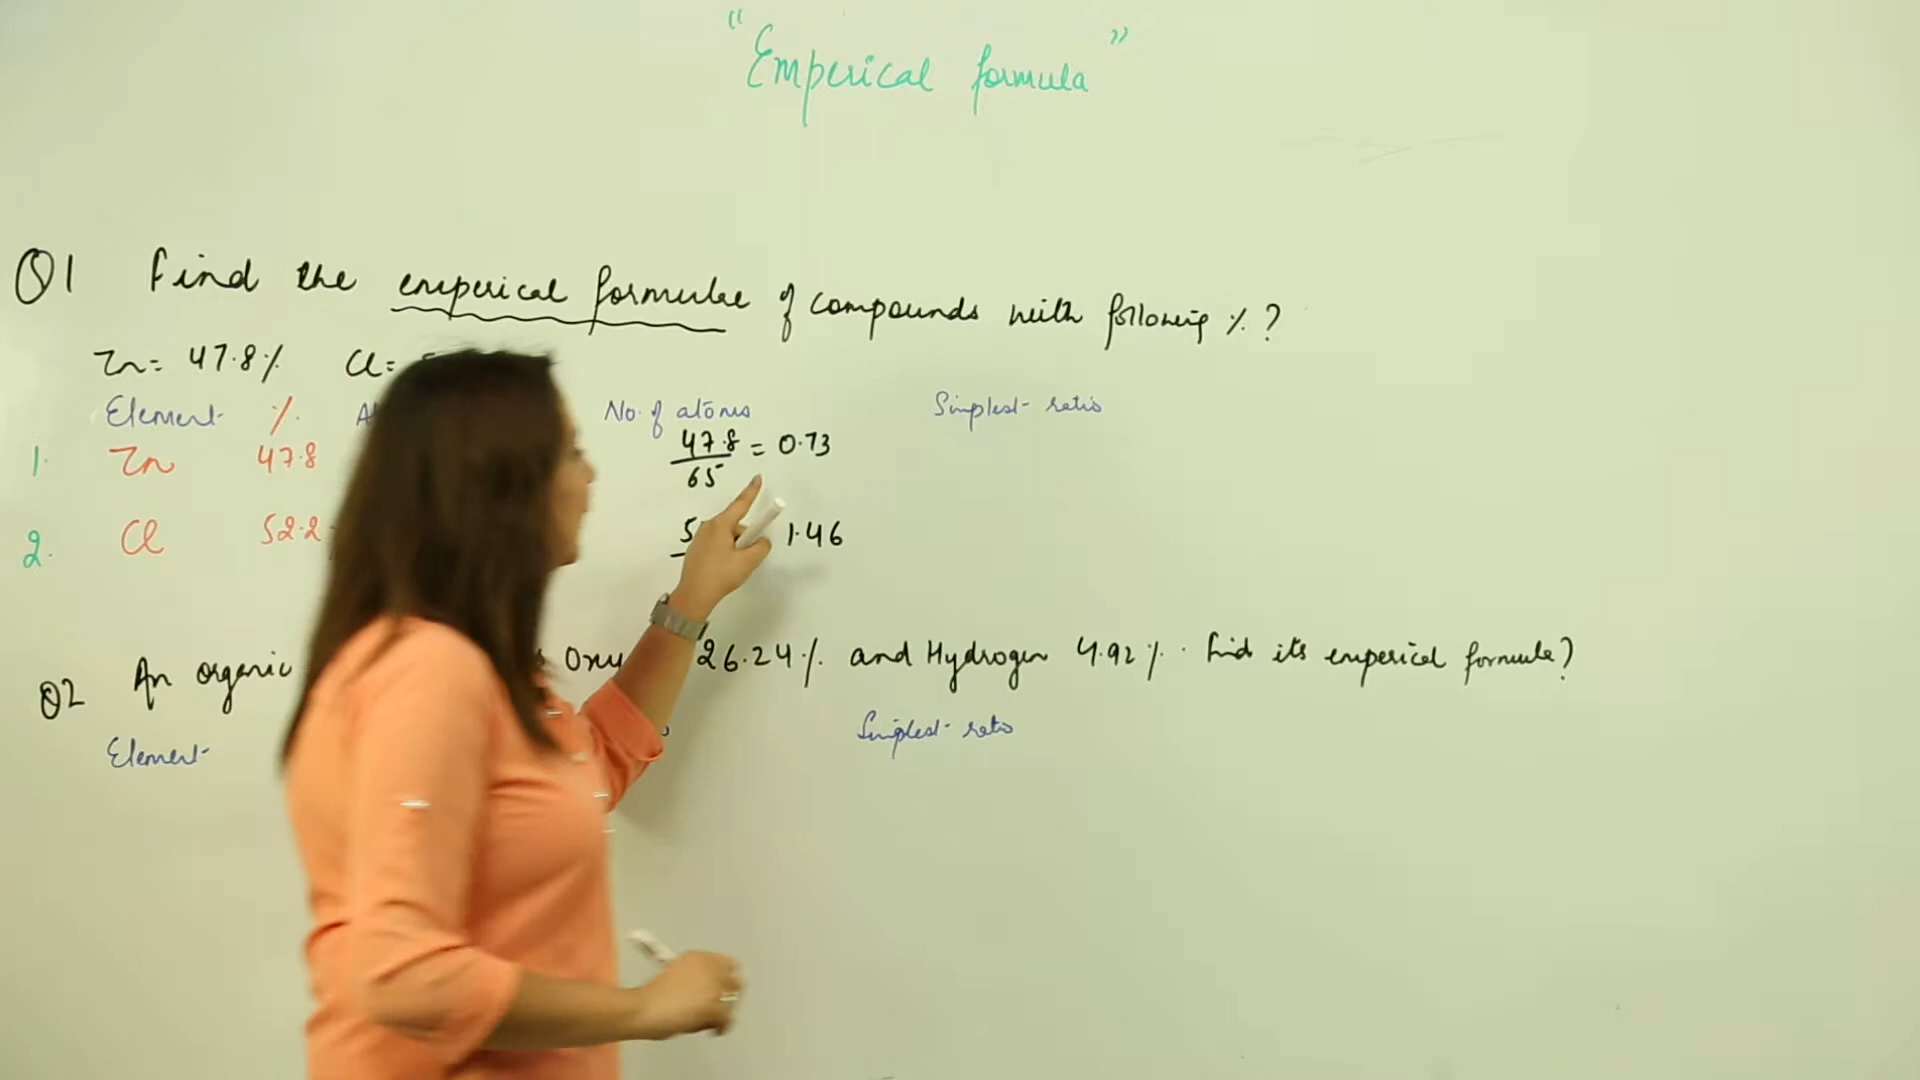 "Emperical formula"
Q1 Find the emperical formulae of compounds with following %?
Zn= 47.8% Cl=
Element % No. of atoms Simplest ratio
1. Zn 47.8 47.8/65 = 0.73
2. Cl 52.2 1.46
Q2 An organic 26.24% and Hydrogen 4.92%. find its emperical formula?
Element Simplest ratio